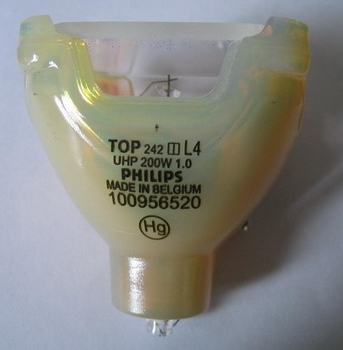 TOP 242 L4
UHP 200W 1.0
PHILIPS
MADE IN BELGIUM
100956520
Hg